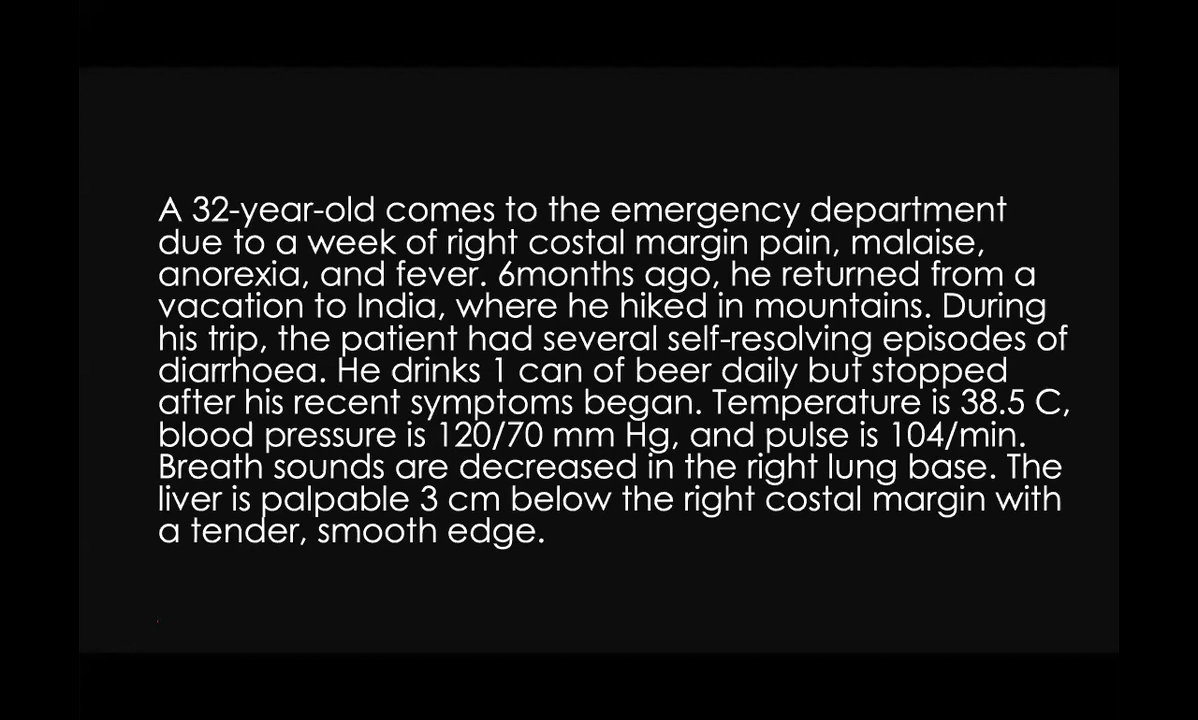 A 32-year-old comes to the emergency department
due to a week of right costal margin pain, malaise,
anorexia, and fever. 6months ago, he returned from a
vacation to India, where he hiked in mountains. During
his trip, the patient had several self-resolving episodes of
diarrhoea. He drinks 1 can of beer daily but stopped
after his recent symptoms began. Temperature is 38.5 C,
blood pressure is 120/70 mm Hg, and pulse is 104/min.
Breath sounds are decreased in the right lung base. The
liver is palpable 3 cm below the right costal margin with
a tender, smooth edge.